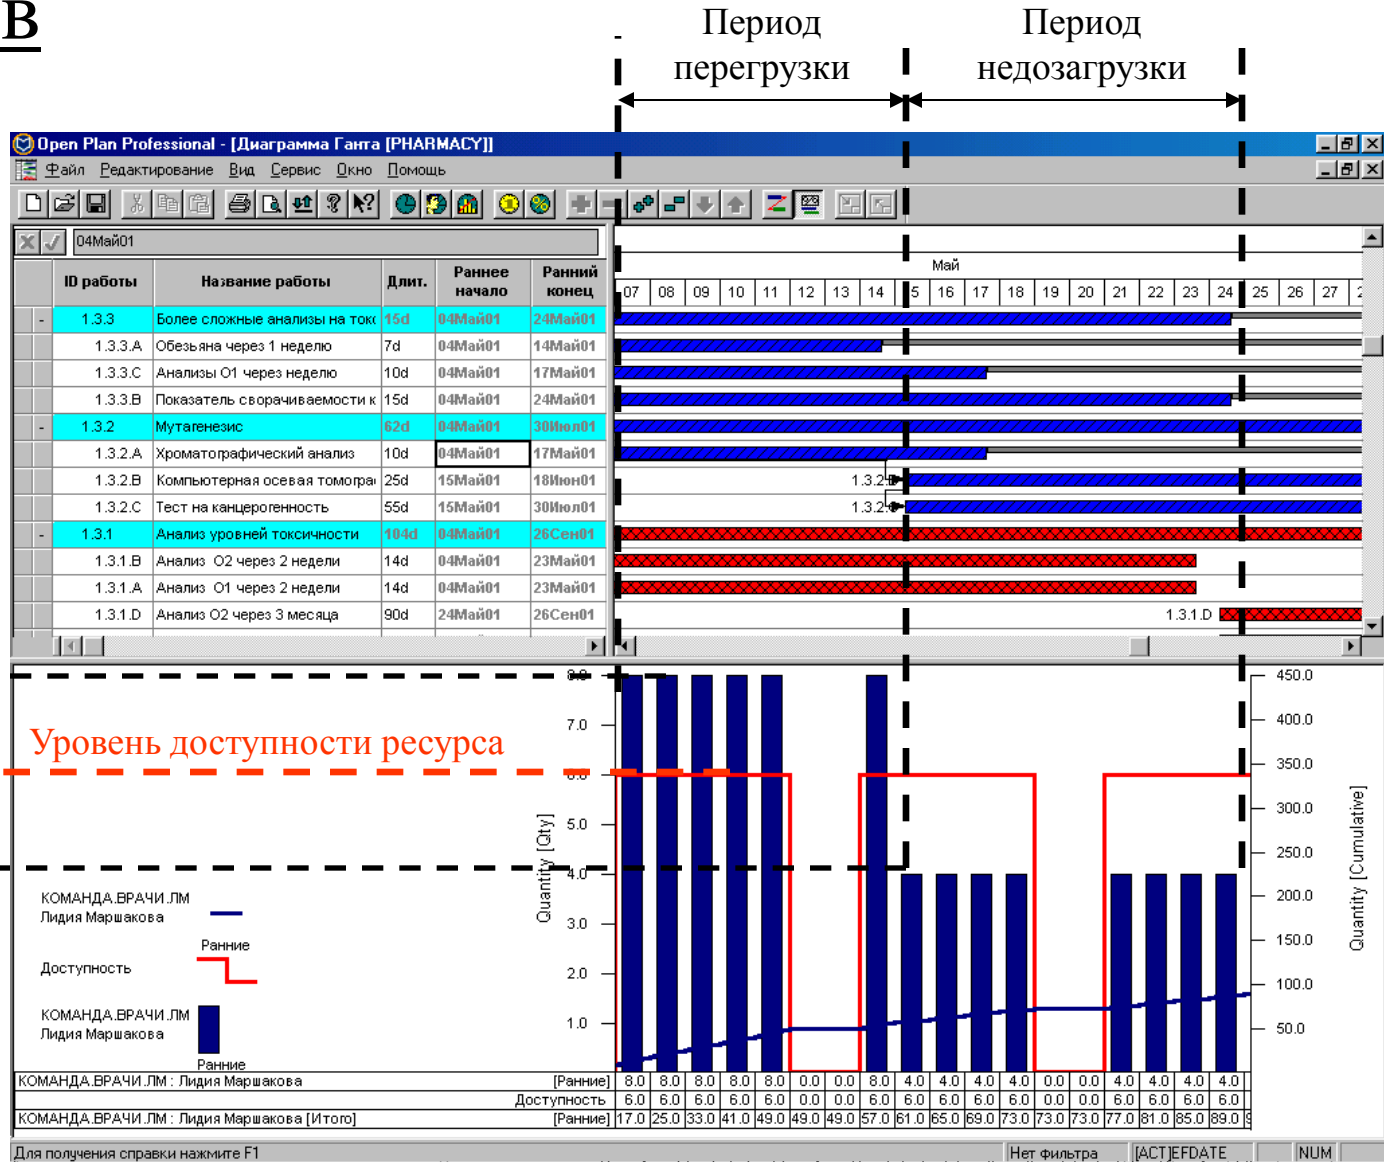 в
Период перегрузки
Период недозагрузки
Open Plan Professional - [Диаграмма Ганта [PHARMACY]]
Файл Редактирование Вид Сервис Окно Помощь
04Май01
ID работы Название работы Длит. Раннее начало Ранний конец
Май
07 08 09 10 11 12 13 14 5 16 17 18 19 20 21 22 23 24 25 26 27 2
- 1.3.3 Более сложные анализы на ток 15d 04Май01 24Май01
1.3.3.A Обезьяна через 1 неделю 7d 04Май01 14Май01
1.3.3.C Анализы О1 через неделю 10d 04Май01 17Май01
1.3.3.B Показатель сворачиваемости к 15d 04Май01 24Май01
- 1.3.2 Мутагенезис 62d 04Май01 30Июл01
1.3.2.A Хроматографический анализ 10d 04Май01 17Май01
1.3.2.B Компьютерная осевая томогра 25d 15Май01 18Июн01 1.3.2.
1.3.2.C Тест на канцерогенность 55d 15Май01 30Июл01 1.3.2.
- 1.3.1 Анализ уровней токсичности 104d 04Май01 26Сен01
1.3.1.B Анализ О2 через 2 недели 14d 04Май01 23Май01
1.3.1.A Анализ О1 через 2 недели 14d 04Май01 23Май01
1.3.1.D Анализ О2 через 3 месяца 90d 24Май01 26Сен01 1.3.1.D
Уровень доступности ресурса
8.0
7.0
6.0
5.0
4.0
3.0
2.0
1.0
Quantity [Qty]
450.0
400.0
350.0
300.0
250.0
200.0
150.0
100.0
50.0
Quantity [Cumulative]
КОМАНДА.ВРАЧИ.ЛМ
Лидия Маршакова
Ранние
Доступность
КОМАНДА.ВРАЧИ.ЛМ
Лидия Маршакова
Ранние
КОМАНДА.ВРАЧИ.ЛМ : Лидия Маршакова [Ранние] 8.0 8.0 8.0 8.0 8.0 0.0 0.0 8.0 4.0 4.0 4.0 4.0 0.0 0.0 4.0 4.0 4.0 4.0
Доступность 6.0 6.0 6.0 6.0 6.0 0.0 0.0 6.0 6.0 6.0 6.0 6.0 0.0 0.0 6.0 6.0 6.0 6.0
КОМАНДА.ВРАЧИ.ЛМ : Лидия Маршакова [Итого] [Ранние] 17.0 25.0 33.0 41.0 49.0 49.0 49.0 57.0 61.0 65.0 69.0 73.0 73.0 73.0 77.0 81.0 85.0 89.0 9
Для получения справки нажмите F1 Нет фильтра [ACT]EFDATE NUM